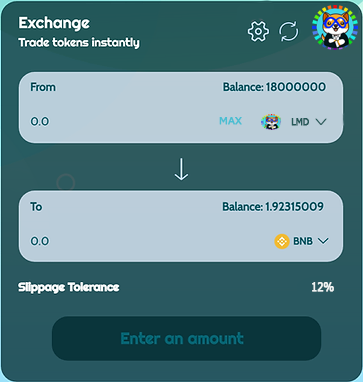 Exchange
Trade tokens instantly
From Balance: 18000000
0.0 MAX LMD
To Balance: 1.92315009
0.0 BNB
Slippage Tolerance 12%
Enter an amount